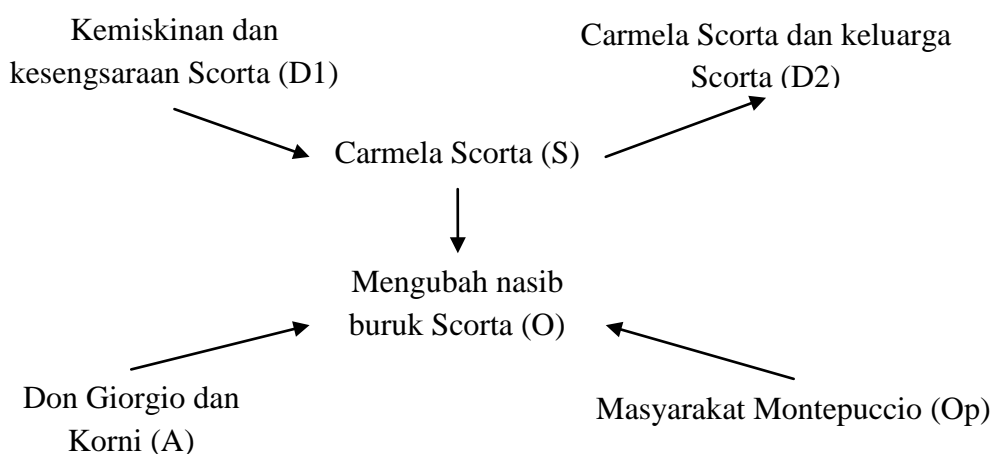 Kemiskinan dan
kesengsaraan Scorta (D1)
Carmela Scorta dan keluarga
Scorta (D2)
Carmela Scorta (S)
Mengubah nasib
buruk Scorta (O)
Don Giorgio dan
Korni (A)
Masyarakat Montepuccio (Op)